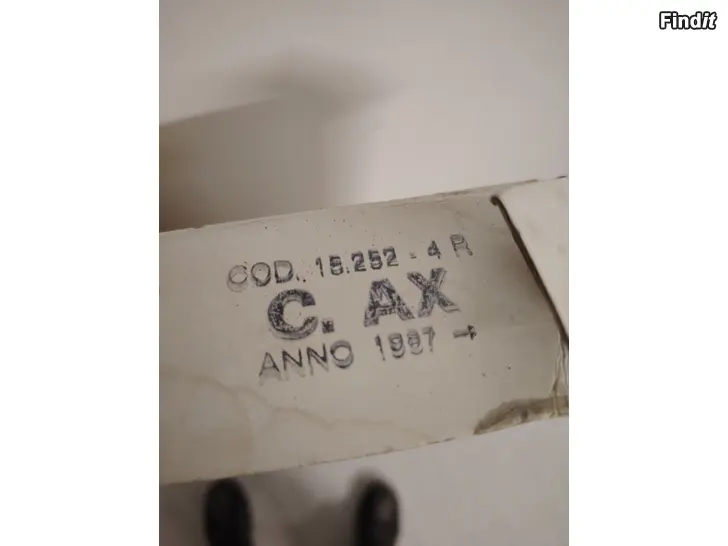 Findit
COD. 15.252 - 4 R
C. AX
ANNO 1987 →